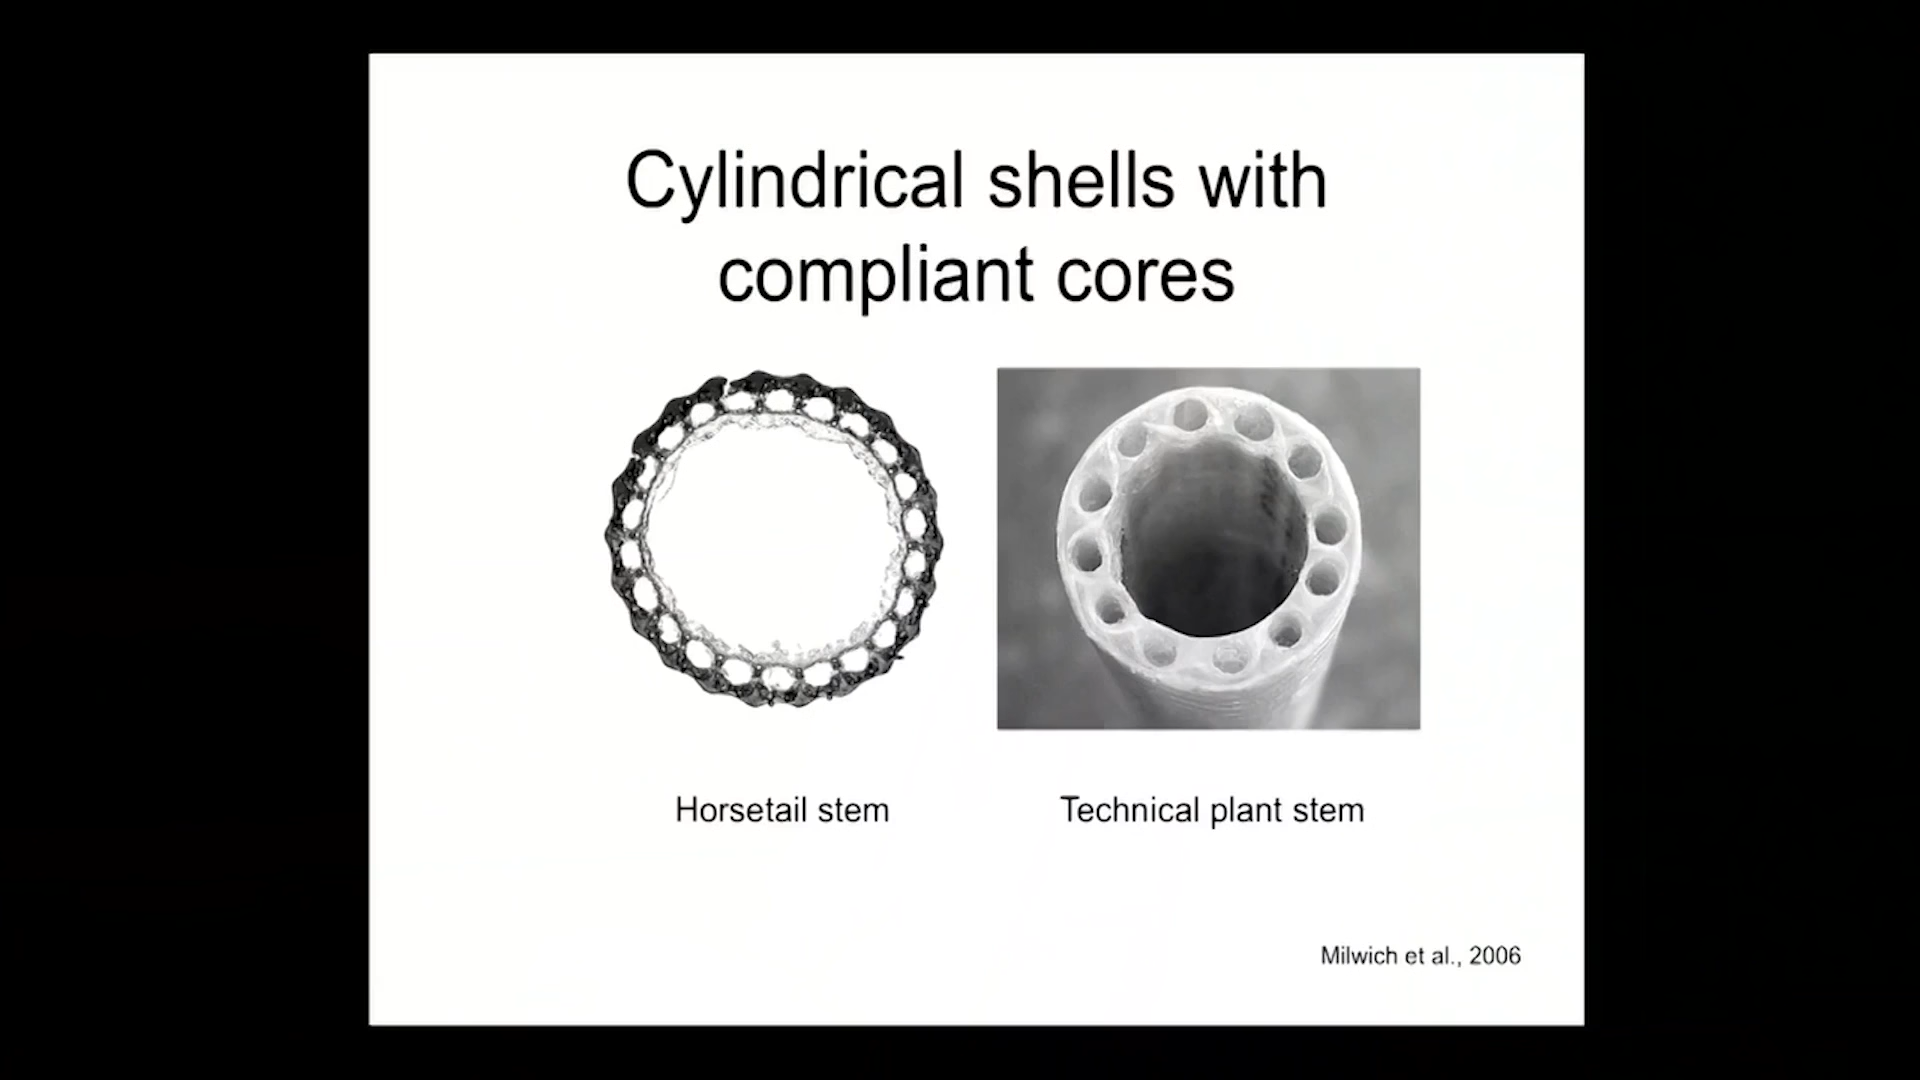 Cylindrical shells with
compliant cores
Horsetail stem
Technical plant stem
Milwich et al., 2006